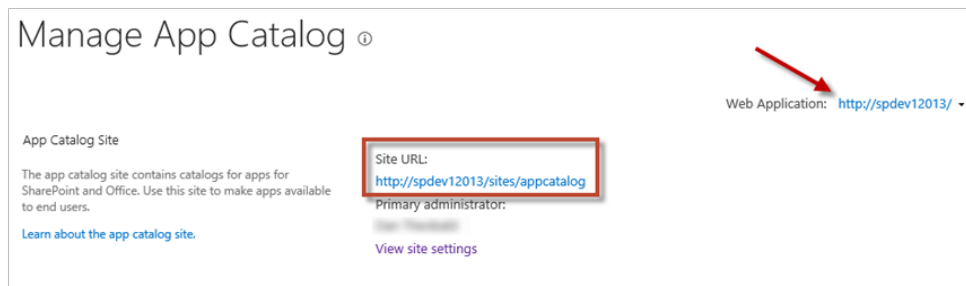 Manage App Catalog
Web Application: http://spdev12013/
App Catalog Site
The app catalog site contains catalogs for apps for
SharePoint and Office. Use this site to make apps available
to end users.
Learn about the app catalog site.
Site URL:
http://spdev12013/sites/appcatalog
Primary administrator:
View site settings